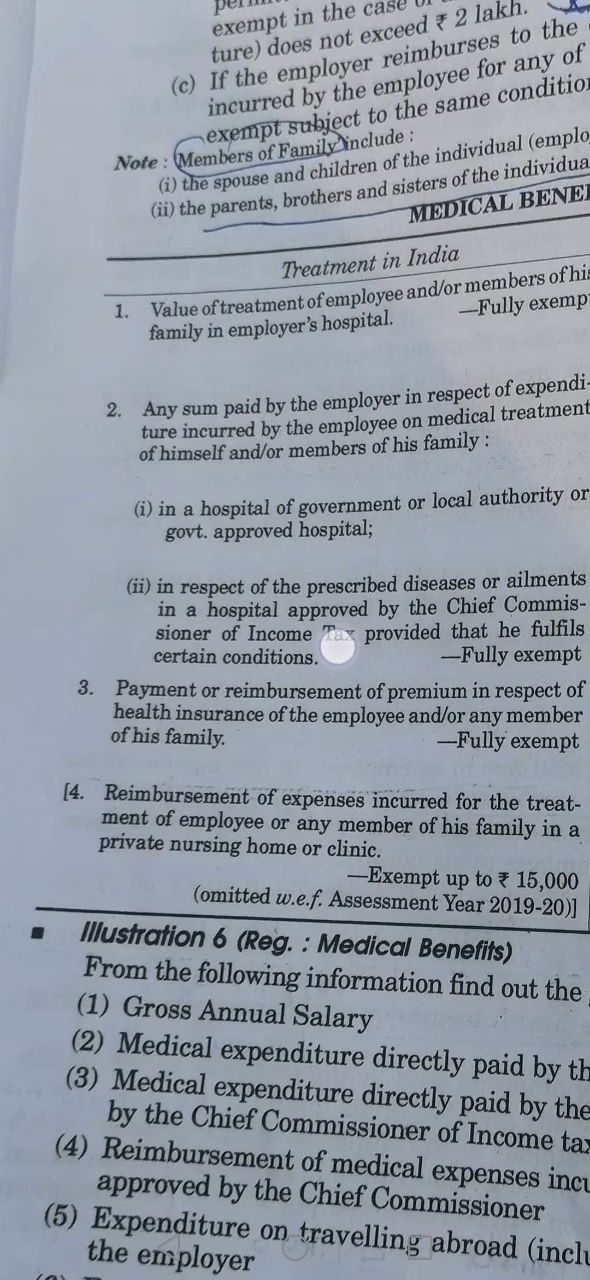 exempt in the case
ture) does not exceed ₹ 2 lakh.
(c) If the employer reimburses to the
incurred by the employee for any of
exempt subject to the same
Note : Members of Family include :
(i) the spouse and children of the individual
(ii) the parents, brothers and sisters of the
MEDICAL
Treatment in India
1. Value of treatment of employee and/or members of his
family in employer's hospital. —Fully
2. Any sum paid by the employer in respect of expendi-
ture incurred by the employee on medical treatment
of himself and/or members of his family :
(i) in a hospital of government or local authority or
govt. approved hospital;
(ii) in respect of the prescribed diseases or ailments
in a hospital approved by the Chief Commis-
sioner of Income Tax provided that he fulfils
certain conditions. —Fully exempt
3. Payment or reimbursement of premium in respect of
health insurance of the employee and/or any member
of his family. —Fully exempt
[4. Reimbursement of expenses incurred for the treat-
ment of employee or any member of his family in a
private nursing home or clinic.
—Exempt up to ₹ 15,000
(omitted w.e.f. Assessment Year 2019-20)]
■ Illustration 6 (Reg. : Medical Benefits)
From the following information find out the
(1) Gross Annual Salary
(2) Medical expenditure directly paid by
(3) Medical expenditure directly paid by the
by the Chief Commissioner of Income
(4) Reimbursement of medical expenses
approved by the Chief Commissioner
(5) Expenditure on travelling abroad
the employer